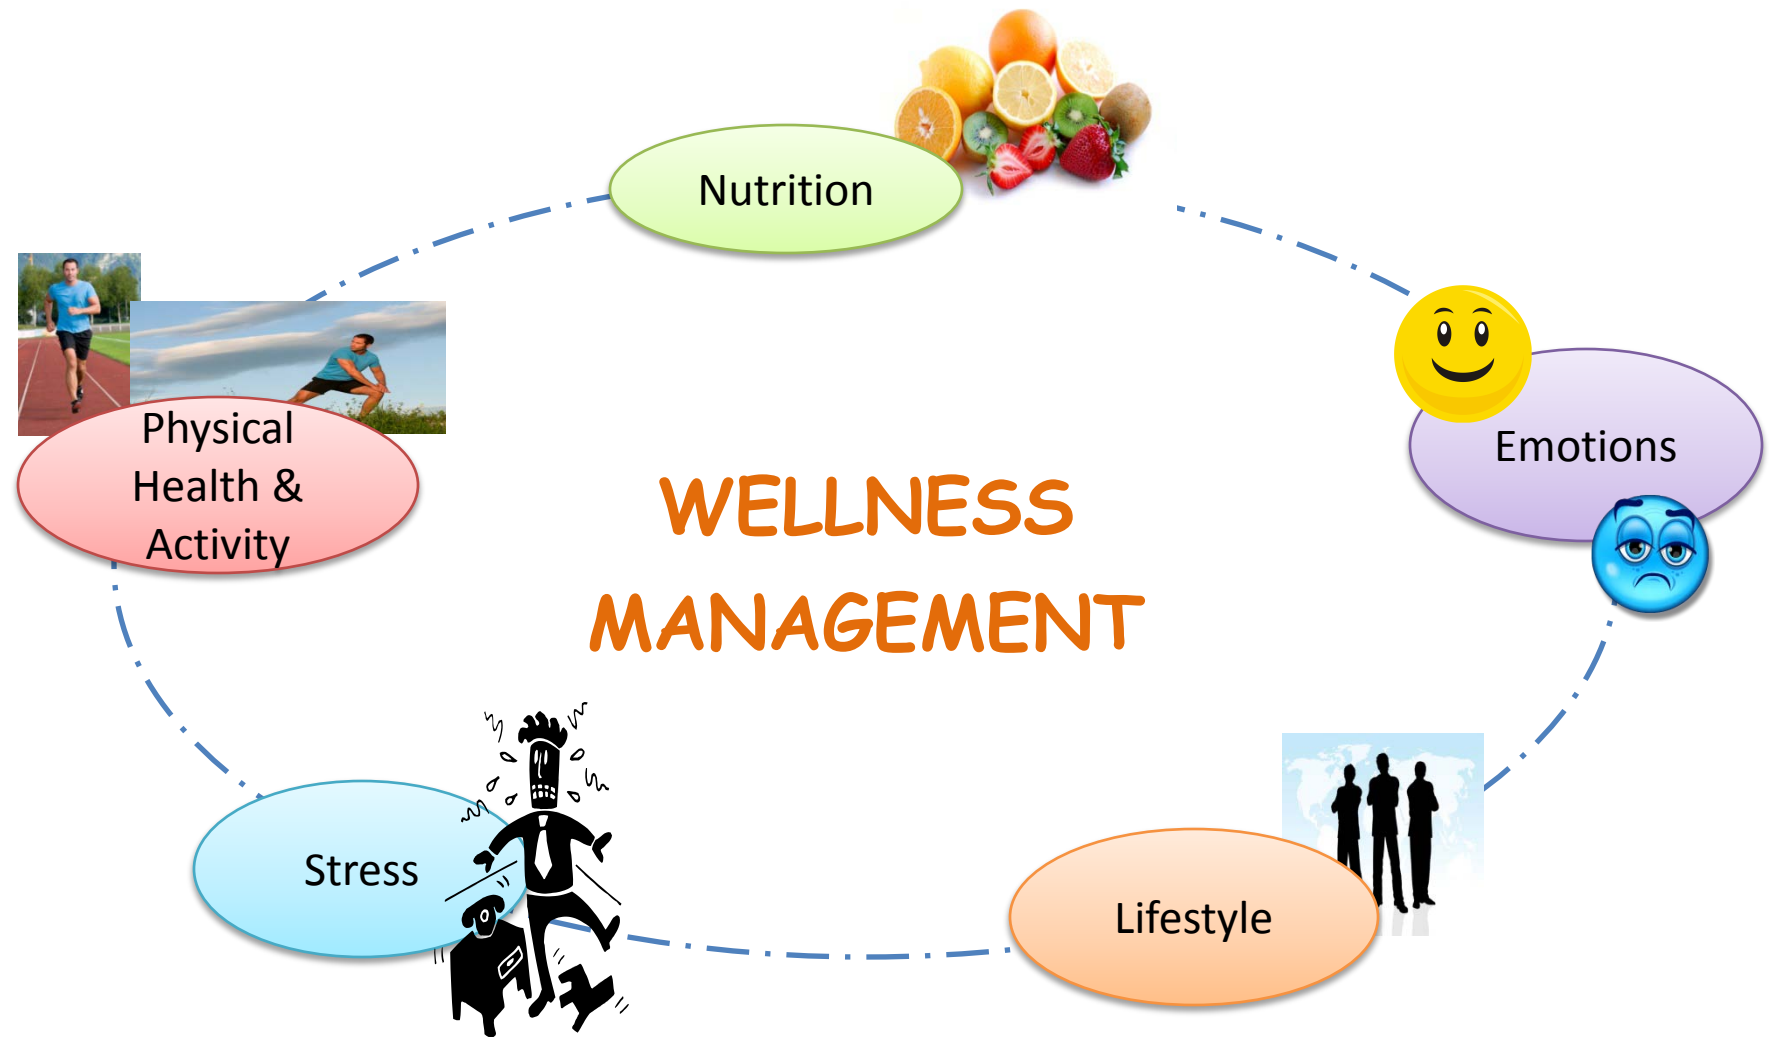 Nutrition
Emotions
Physical
Health &
Activity
WELLNESS
MANAGEMENT
Stress
Lifestyle